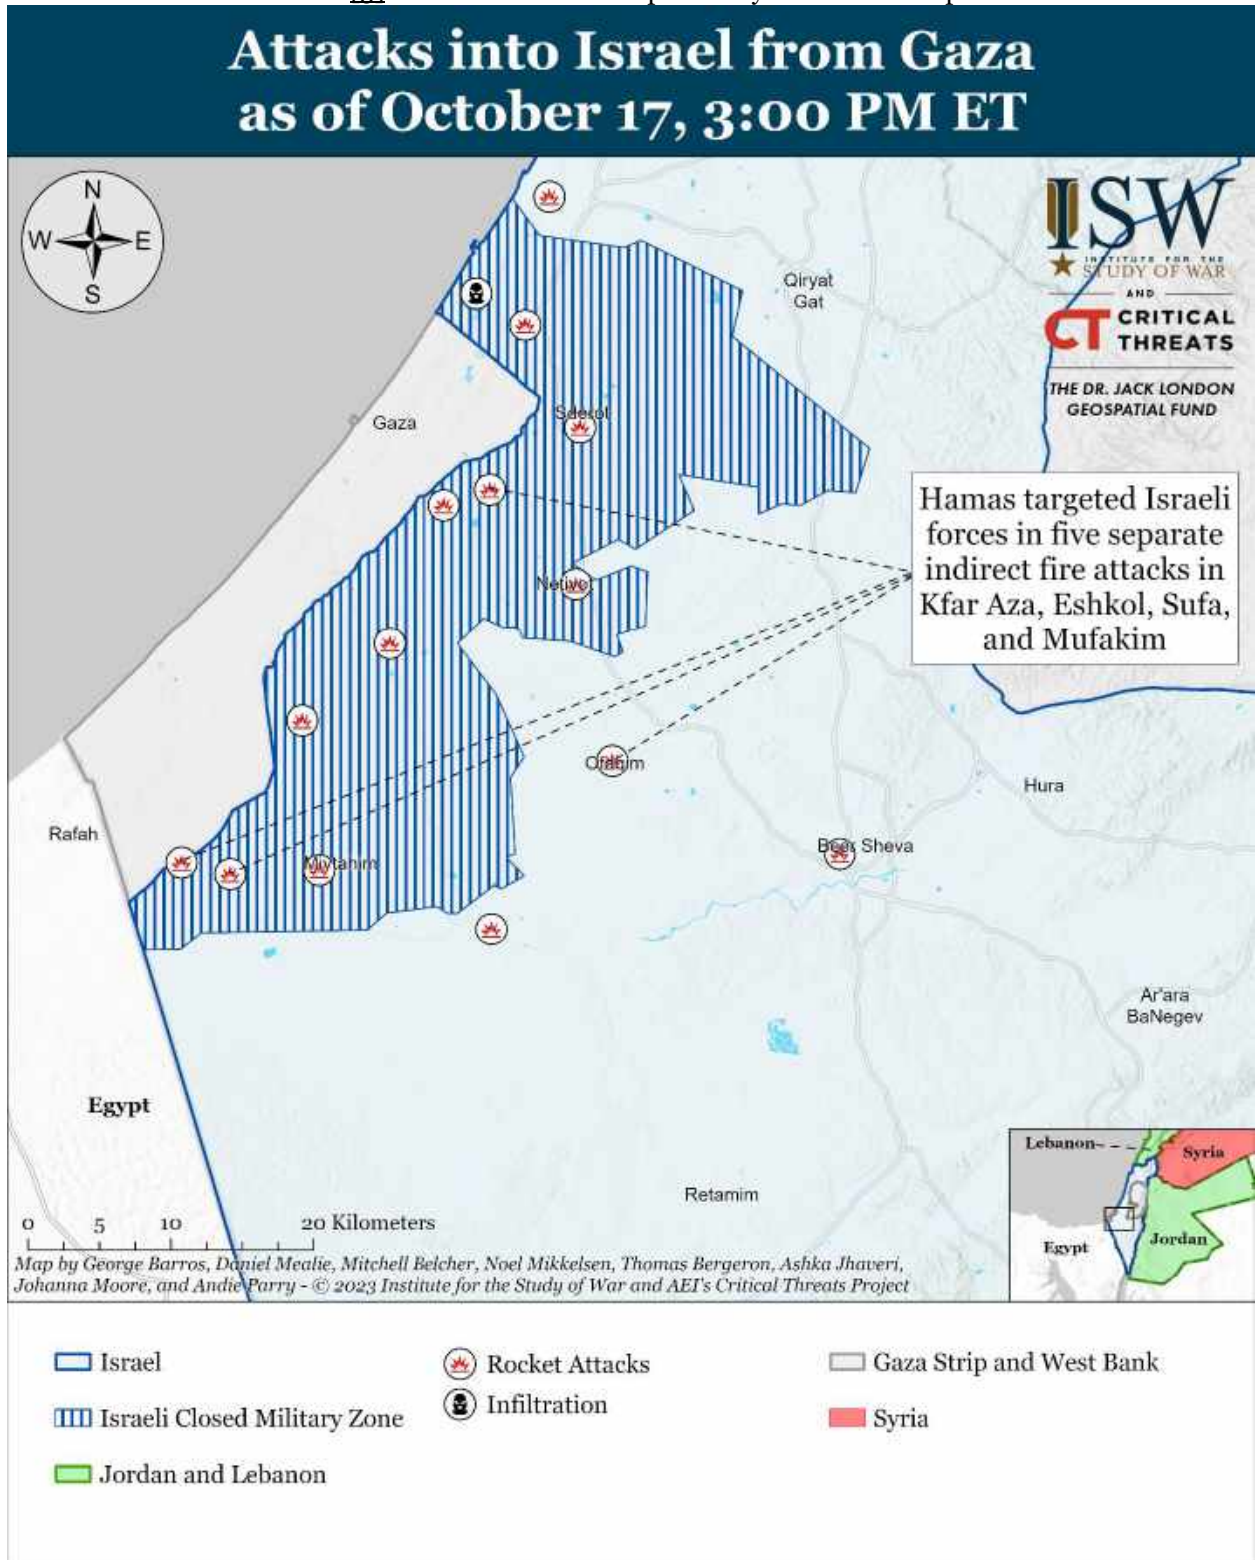 Attacks into Israel from Gaza
as of October 17, 3:00 PM ET
N
W
E
S
ISW
INSTITUTE FOR THE
STUDY OF WAR
AND
CT CRITICAL
THREATS
THE DR. JACK LONDON
GEOSPATIAL FUND
Qiryat
Gat
Gaza
Sderot
Hamas targeted Israeli
forces in five separate
indirect fire attacks in
Kfar Aza, Eshkol, Sufa,
and Mufakim
Netivot
Ofakim
Hura
Rafah
Mivtahim
Beer Sheva
Ar'ara
BaNegev
Egypt
Retamim
Lebanon
Syria
Egypt
Jordan
0 5 10 20 Kilometers
Map by George Barros, Daniel Mealie, Mitchell Belcher, Noel Mikkelsen, Thomas Bergeron, Ashka Jhaveri,
Johanna Moore, and Andie Parry - © 2023 Institute for the Study of War and AEI's Critical Threats Project
Israel
Rocket Attacks
Gaza Strip and West Bank
Israeli Closed Military Zone
Infiltration
Syria
Jordan and Lebanon